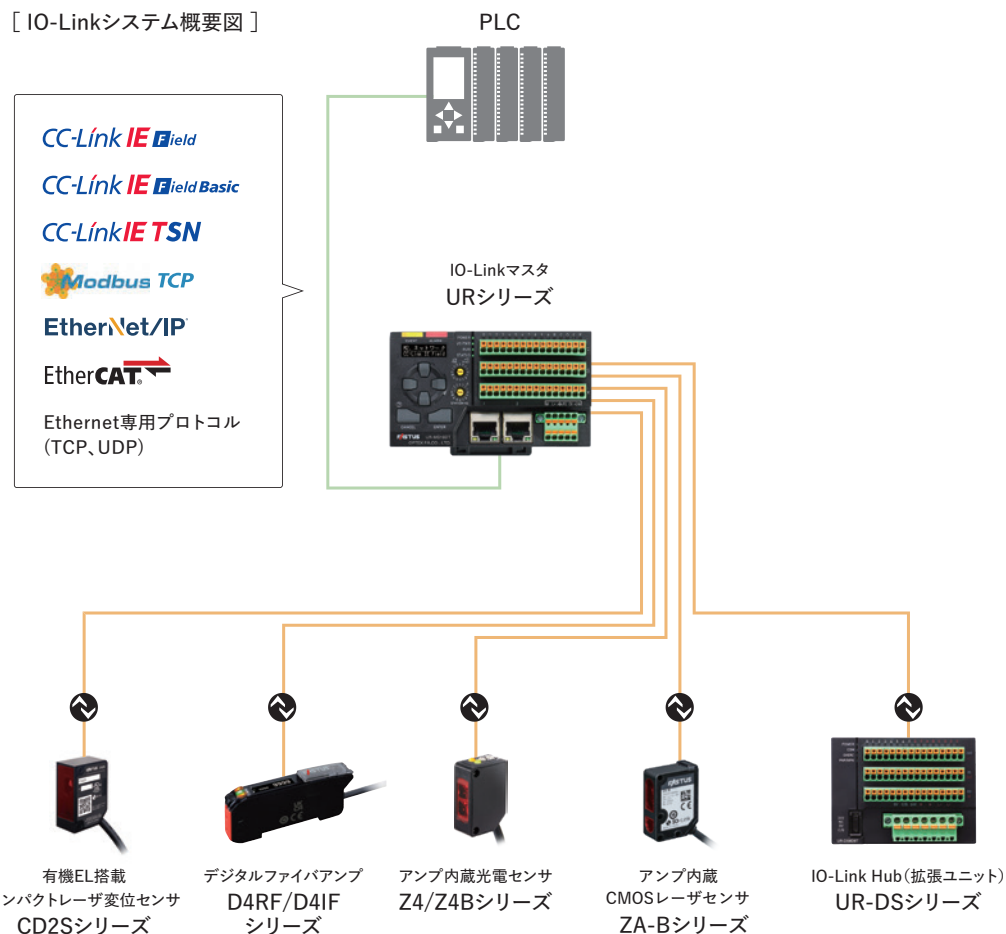 [ IO-Linkシステム概要図 ]
PLC
CC-Link IE Field
CC-Link IE Field Basic
CC-Link IE TSN
Modbus TCP
EtherNet/IP
EtherCAT®
Ethernet専用プロトコル
(TCP、UDP)
IO-Linkマスタ
URシリーズ
CANCEL
ENTER
有機EL搭載
ンパクトレーザ変位センサ
CD2Sシリーズ
デジタルファイバアンプ
D4RF/D4IF
シリーズ
アンプ内蔵光電センサ
Z4/Z4Bシリーズ
アンプ内蔵
CMOSレーザセンサ
ZA-Bシリーズ
IO-Link Hub(拡張ユニット)
UR-DSシリーズ